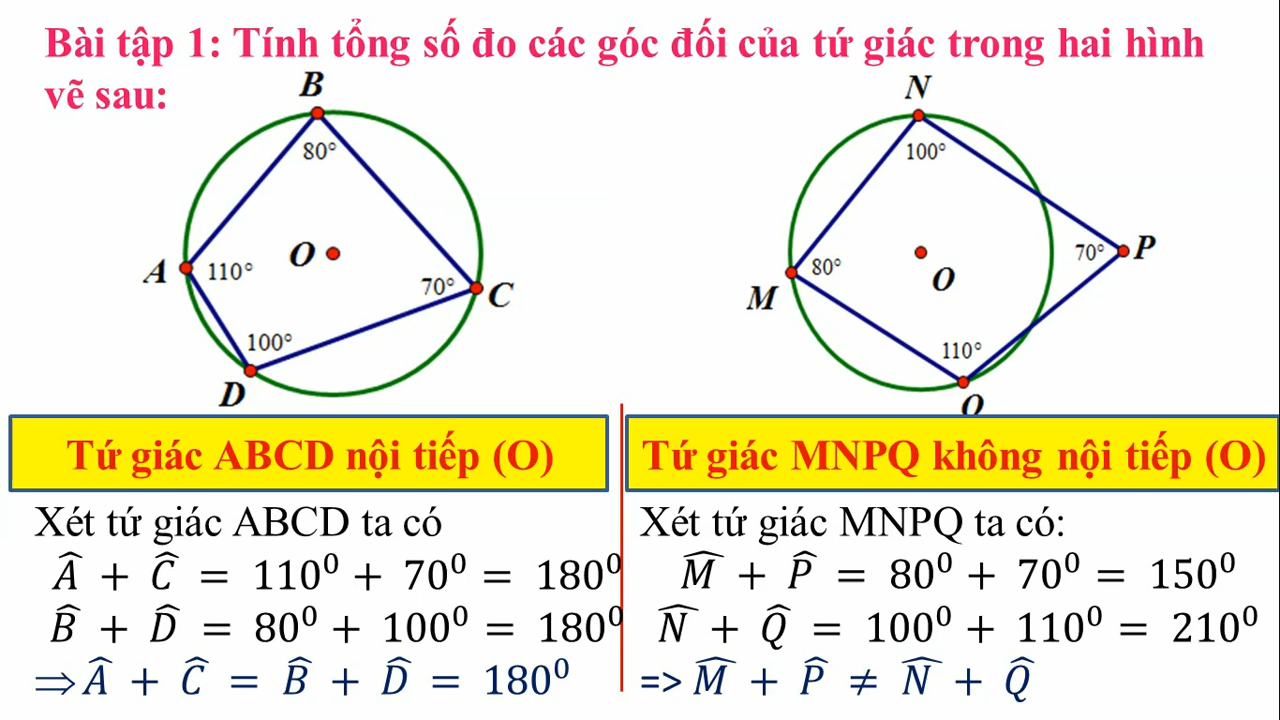 Bài tập 1: Tính tổng số đo các góc đối của tứ giác trong hai hình
vẽ sau:
B
80°
A
110°
O
70°
C
100°
D
N
100°
P
70°
80°
M
O
110°
Q
Tứ giác ABCD nội tiếp (O)
Xét tứ giác ABCD ta có
Â + Ĉ = 110⁰ + 70⁰ = 180⁰
B̂ + D̂ = 80⁰ + 100⁰ = 180⁰
⇒Â + Ĉ = B̂ + D̂ = 180⁰
Tứ giác MNPQ không nội tiếp (O)
Xét tứ giác MNPQ ta có:
M̂ + P̂ = 80⁰ + 70⁰ = 150⁰
N̂ + Q̂ = 100⁰ + 110⁰ = 210⁰
=> M̂ + P̂ ≠ N̂ + Q̂